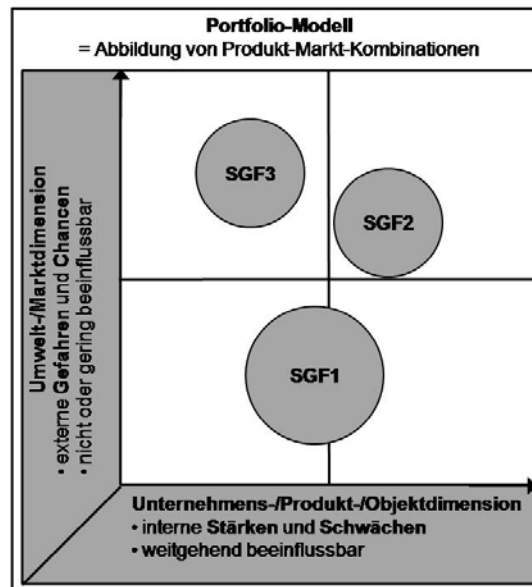 Portfolio-Modell
= Abbildung von Produkt-Markt-Kombinationen
Umwelt-/Marktdimension
• externe Gefahren und Chancen
• nicht oder gering beeinflussbar
SGF3
SGF2
SGF1
Unternehmens-/Produkt-/Objektdimension
• interne Stärken und Schwächen
• weitgehend beeinflussbar